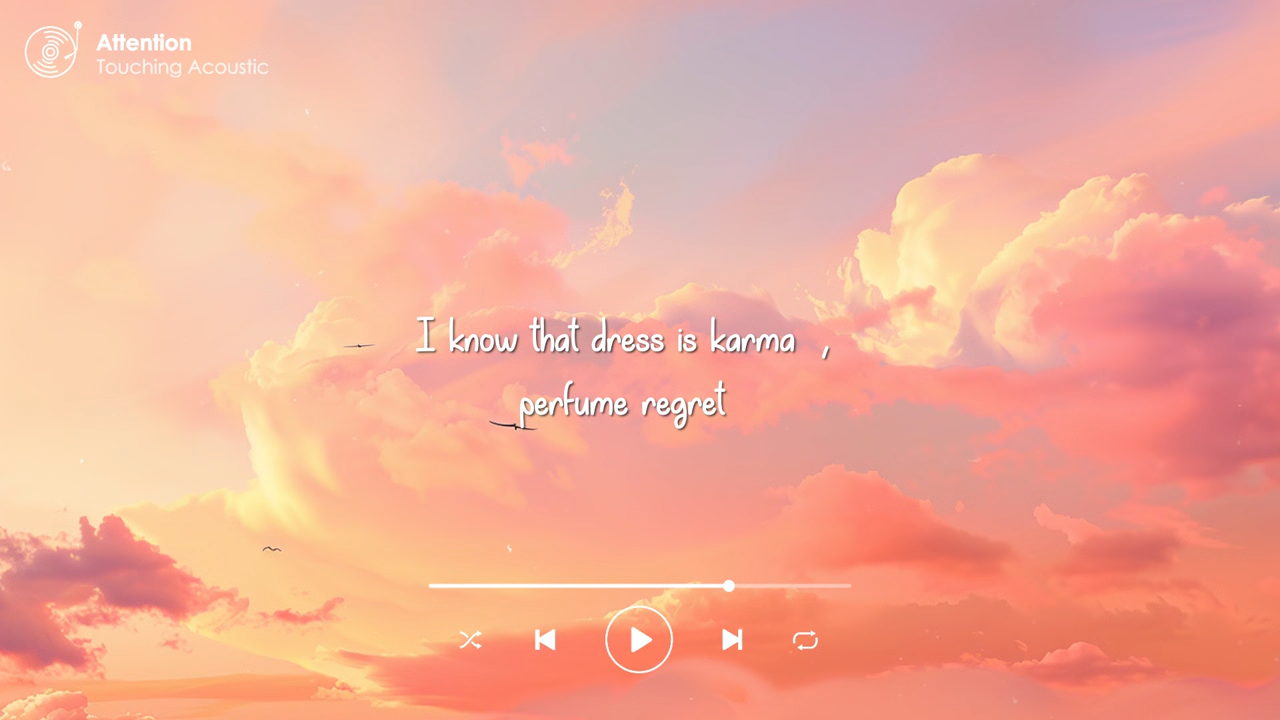 Attention
Touching Acoustic
I know that dress is karma ,
perfume regret